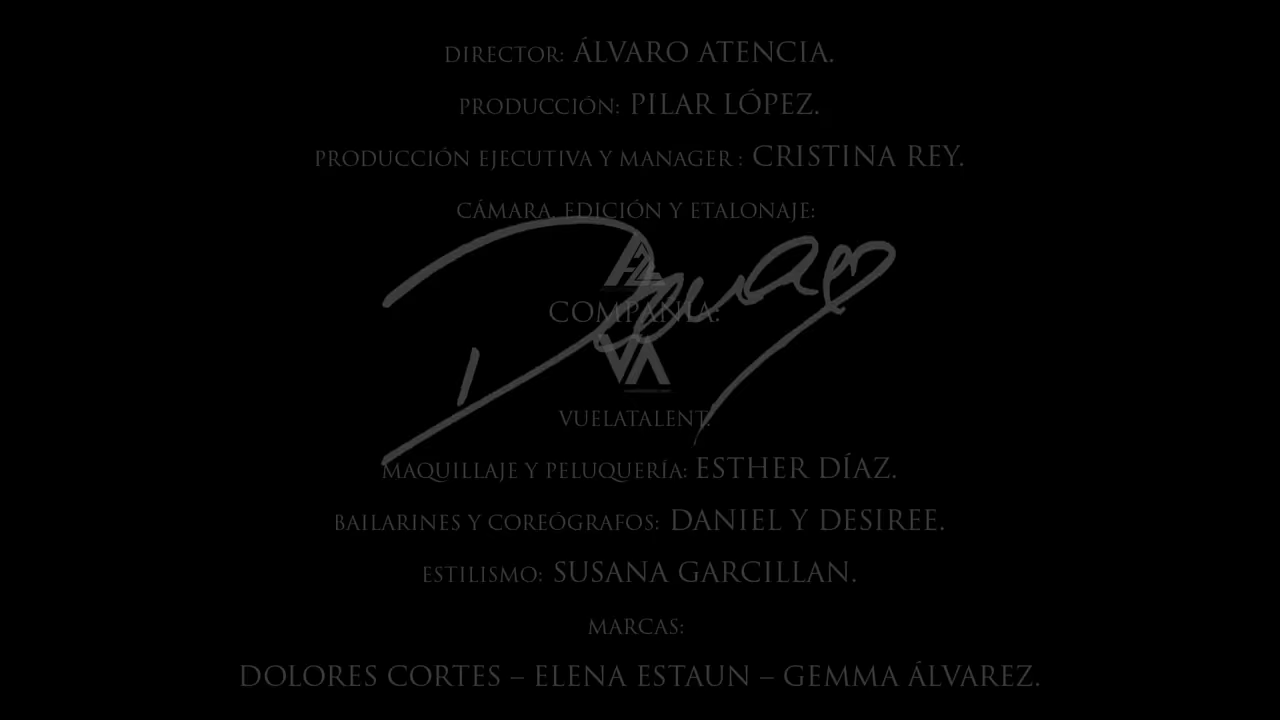 DIRECTOR: ÁLVARO ATENCIA.
PRODUCCIÓN: PILAR LÓPEZ.
PRODUCCIÓN EJECUTIVA Y MANAGER : CRISTINA REY.
CÁMARA, EDICIÓN Y ETALONAJE:
COMPAÑIA:
VUELATALENT.
MAQUILLAJE Y PELUQUERÍA: ESTHER DÍAZ.
BAILARINES Y COREÓGRAFOS: DANIEL Y DESIREE.
ESTILISMO: SUSANA GARCILLAN.
MARCAS:
DOLORES CORTES – ELENA ESTAUN – GEMMA ÁLVAREZ.